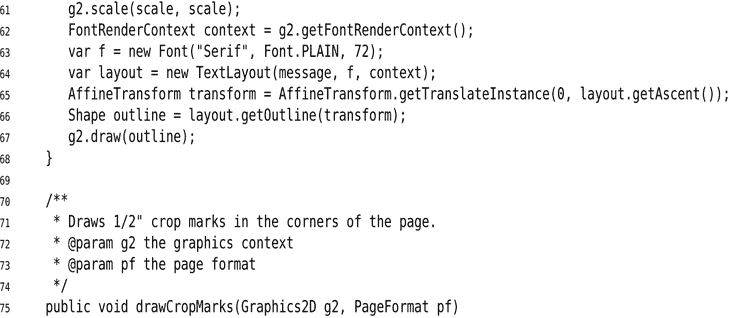 61 g2.scale(scale, scale);
62 FontRenderContext context = g2.getFontRenderContext();
63 var f = new Font("Serif", Font.PLAIN, 72);
64 var layout = new TextLayout(message, f, context);
65 AffineTransform transform = AffineTransform.getTranslateInstance(0, layout.getAscent());
66 Shape outline = layout.getOutline(transform);
67 g2.draw(outline);
68 }
69
70 /**
71 * Draws 1/2" crop marks in the corners of the page.
72 * @param g2 the graphics context
73 * @param pf the page format
74 */
75 public void drawCropMarks(Graphics2D g2, PageFormat pf)